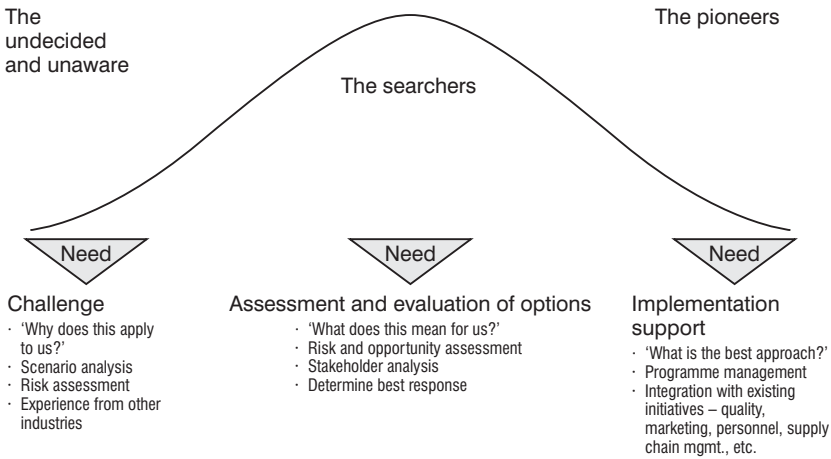 The
undecided
and unaware
The searchers
The pioneers
Need
Need
Need
Challenge
· ‘Why does this apply
to us?’
· Scenario analysis
· Risk assessment
· Experience from other
industries
Assessment and evaluation of options
· ‘What does this mean for us?’
· Risk and opportunity assessment
· Stakeholder analysis
· Determine best response
Implementation
support
· ‘What is the best approach?’
· Programme management
· Integration with existing
initiatives – quality,
marketing, personnel, supply
chain mgmt., etc.